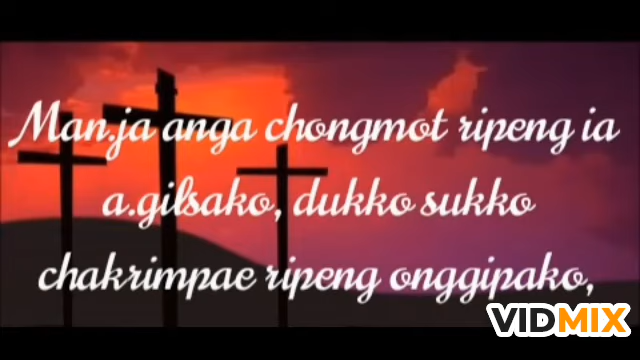 Man.ja anga chongmot ripeng ia
a.gilsako, dukko sukko
chakrimpae ripeng onggipako,
VIDMIX